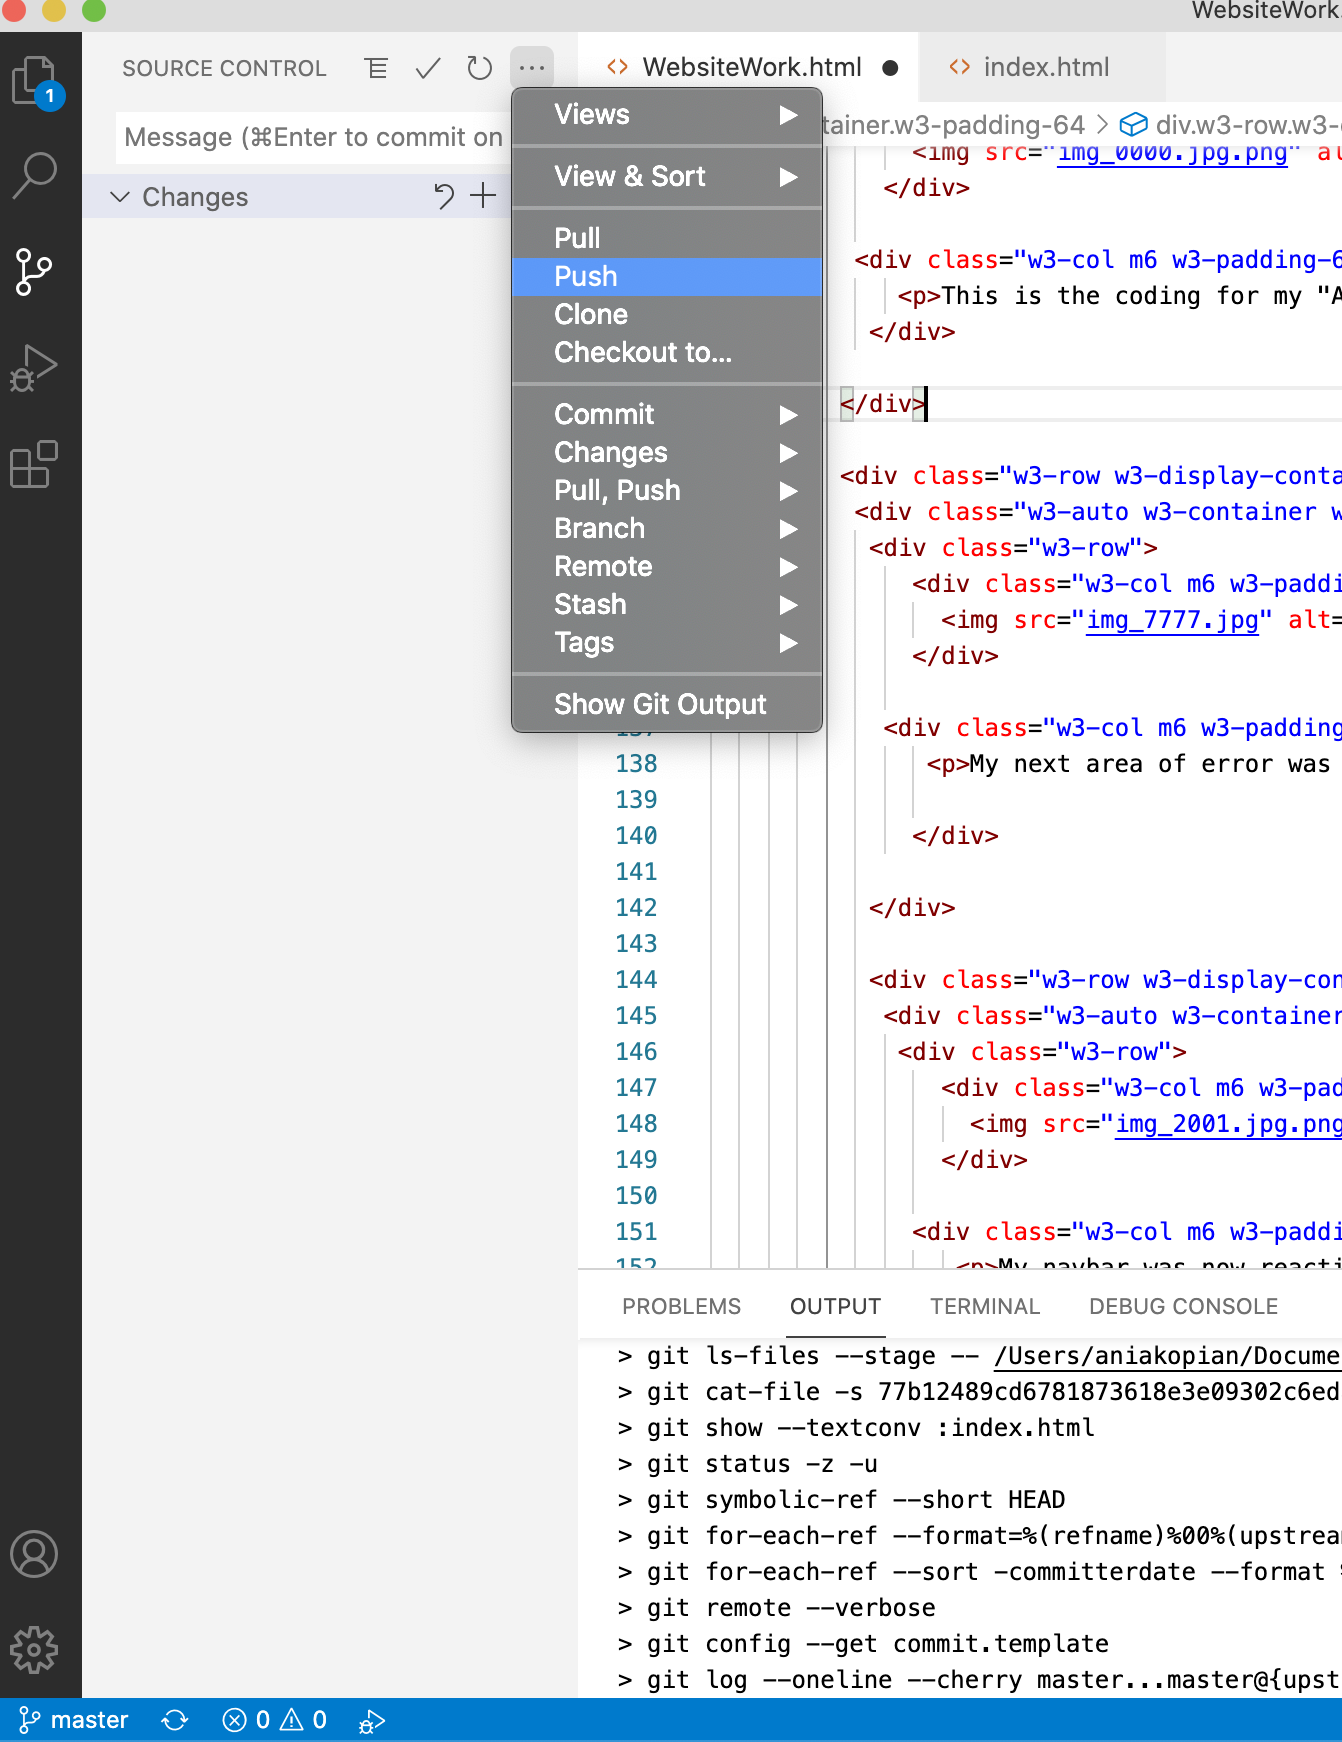 WebsiteWork.
SOURCE CONTROL
WebsiteWork.html
index.html
1
Message (⌘Enter to commit on
Changes
Views
View & Sort
Pull
Push
Clone
Checkout to...
Commit
Changes
Pull, Push
Branch
Remote
Stash
Tags
Show Git Output
tainer.w3-padding-64 > div.w3-row.w3-
<img src="img_0000.jpg.png" al
</div>
<div class="w3-col m6 w3-padding-6
<p>This is the coding for my "A
</div>
</div>
<div class="w3-row w3-display-conta
<div class="w3-auto w3-container w
<div class="w3-row">
<div class="w3-col m6 w3-paddi
<img src="img_7777.jpg" alt=
</div>
137 <div class="w3-col m6 w3-padding
138 <p>My next area of error was
139
140 </div>
141
142 </div>
143
144 <div class="w3-row w3-display-con
145 <div class="w3-auto w3-container
146 <div class="w3-row">
147 <div class="w3-col m6 w3-pad
148 <img src="img_2001.jpg.png
149 </div>
150
151 <div class="w3-col m6 w3-paddi
152 <p>My navbar was now reacti
PROBLEMS OUTPUT TERMINAL DEBUG CONSOLE
> git ls-files --stage -- /Users/aniakopian/Docume
> git cat-file -s 77b12489cd6781873618e3e09302c6ed
> git show --textconv :index.html
> git status -z -u
> git symbolic-ref --short HEAD
> git for-each-ref --format=%(refname)%00%(upstrea
> git for-each-ref --sort -committerdate --format
> git remote --verbose
> git config --get commit.template
> git log --oneline --cherry master...master@{upst
master 0 0